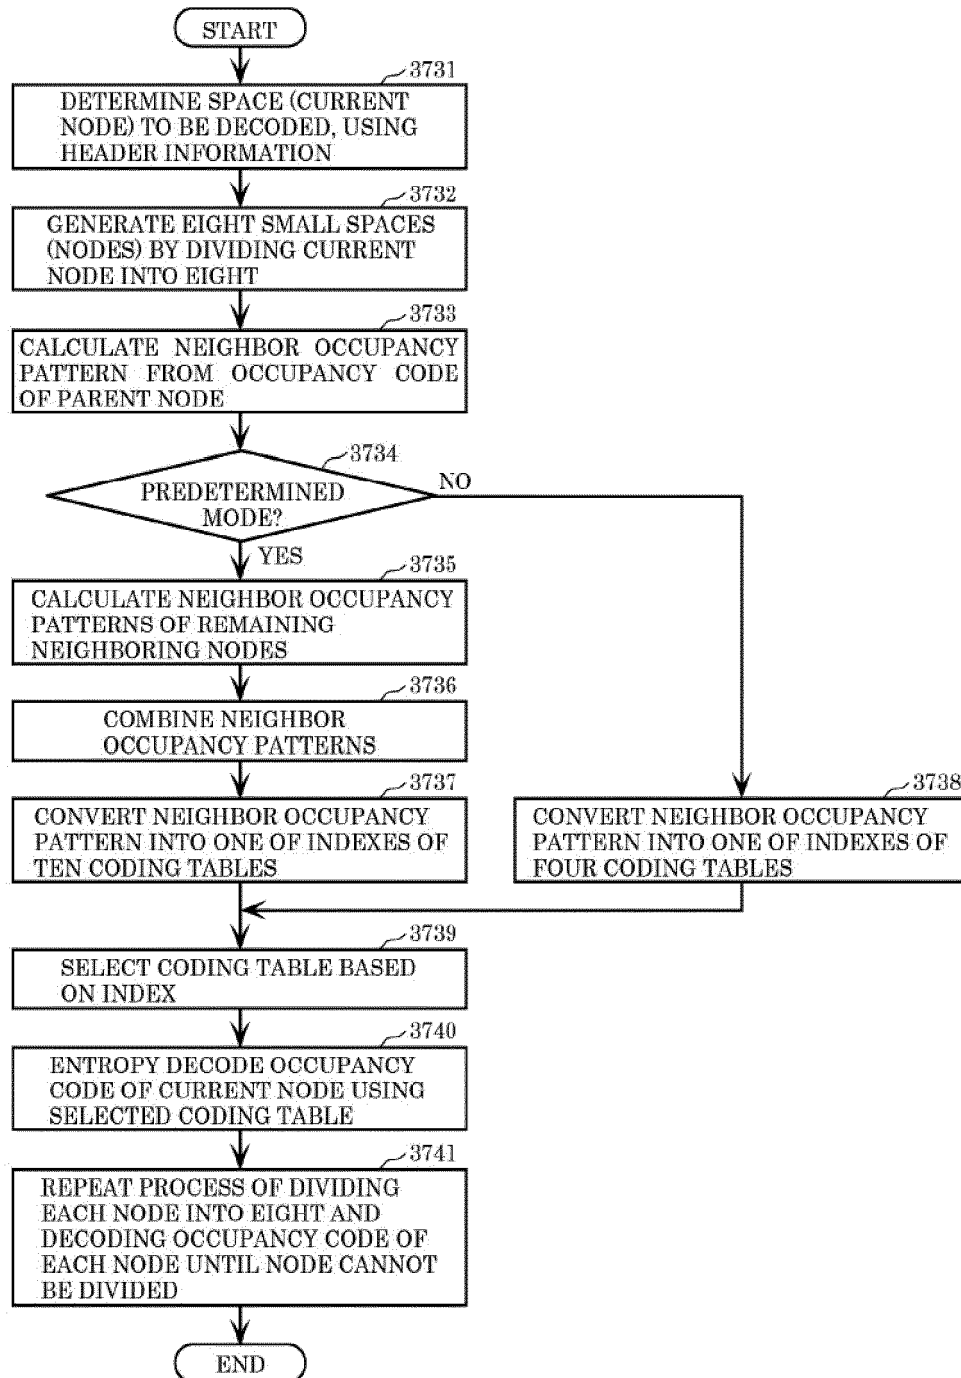 START
3731
DETERMINE SPACE (CURRENT
NODE) TO BE DECODED, USING
HEADER INFORMATION
3732
GENERATE EIGHT SMALL SPACES
(NODES) BY DIVIDING CURRENT
NODE INTO EIGHT
3733
CALCULATE NEIGHBOR OCCUPANCY
PATTERN FROM OCCUPANCY CODE
OF PARENT NODE
3734
PREDETERMINED
MODE?
NO
YES
3735
CALCULATE NEIGHBOR OCCUPANCY
PATTERNS OF REMAINING
NEIGHBORING NODES
3736
COMBINE NEIGHBOR
OCCUPANCY PATTERNS
3737
CONVERT NEIGHBOR OCCUPANCY
PATTERN INTO ONE OF INDEXES OF
TEN CODING TABLES
3738
CONVERT NEIGHBOR OCCUPANCY
PATTERN INTO ONE OF INDEXES OF
FOUR CODING TABLES
3739
SELECT CODING TABLE BASED
ON INDEX
3740
ENTROPY DECODE OCCUPANCY
CODE OF CURRENT NODE USING
SELECTED CODING TABLE
3741
REPEAT PROCESS OF DIVIDING
EACH NODE INTO EIGHT AND
DECODING OCCUPANCY CODE OF
EACH NODE UNTIL NODE CANNOT
BE DIVIDED
END